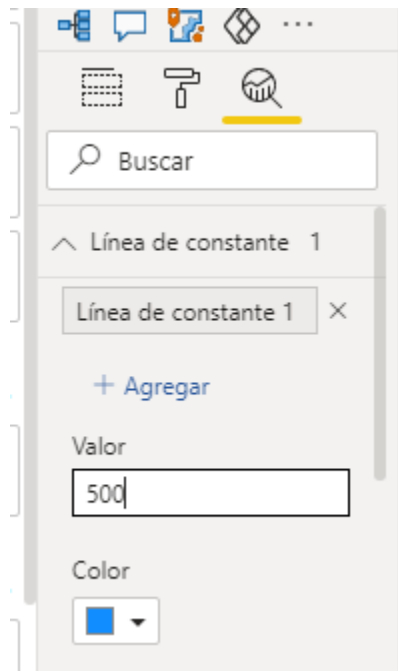 Buscar
Línea de constante 1
Línea de constante 1
+ Agregar
Valor
500
Color